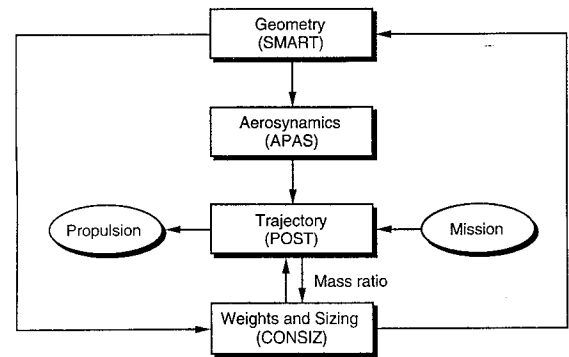 Geometry
(SMART)
Aerosynamics
(APAS)
Propulsion
Trajectory
(POST)
Mission
Mass ratio
Weights and Sizing
(CONSIZ)